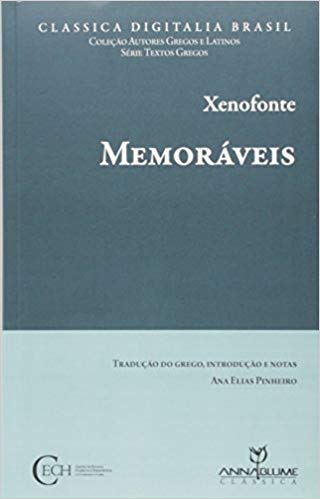 CLASSICA DIGITALIA BRASIL
COLEÇÃO AUTORES GREGOS E LATINOS
SÉRIE TEXTOS GREGOS
Xenofonte
MEMORÁVEIS
TRADUÇÃO DO GREGO, INTRODUÇÃO E NOTAS
ANA ELIAS PINHEIRO
CECH
ANNABLUME
CLÁSSICA